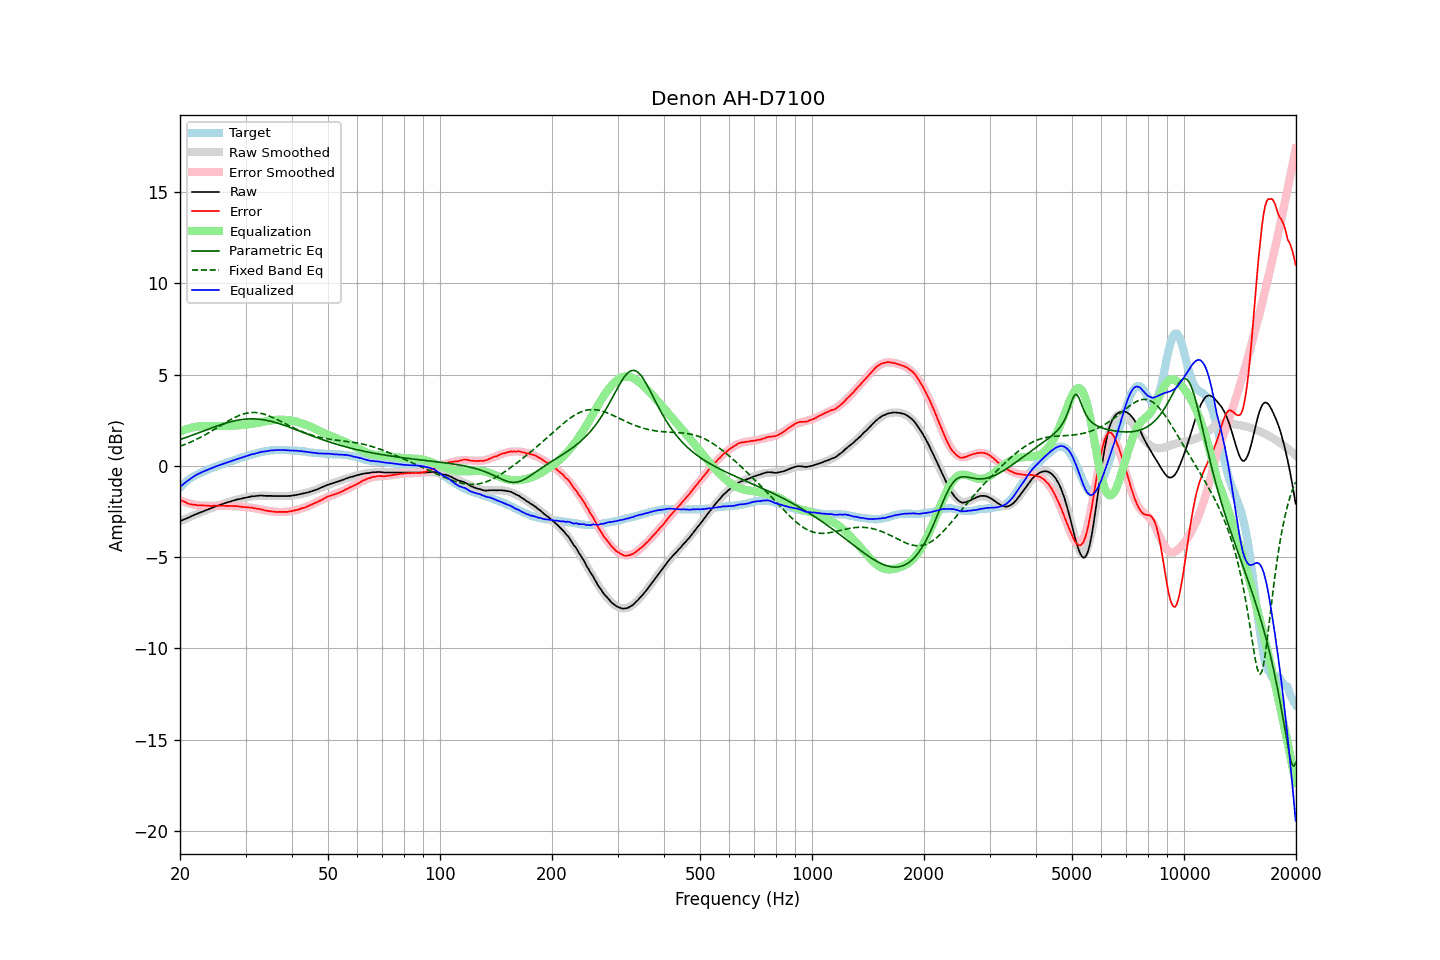 Denon AH-D7100
Target
Raw Smoothed
Error Smoothed
Raw
Error
Equalization
Parametric Eq
Fixed Band Eq
Equalized
Amplitude (dBr)
15
10
5
0
−5
−10
−15
−20
20
50
100
200
500
1000
2000
5000
10000
20000
Frequency (Hz)